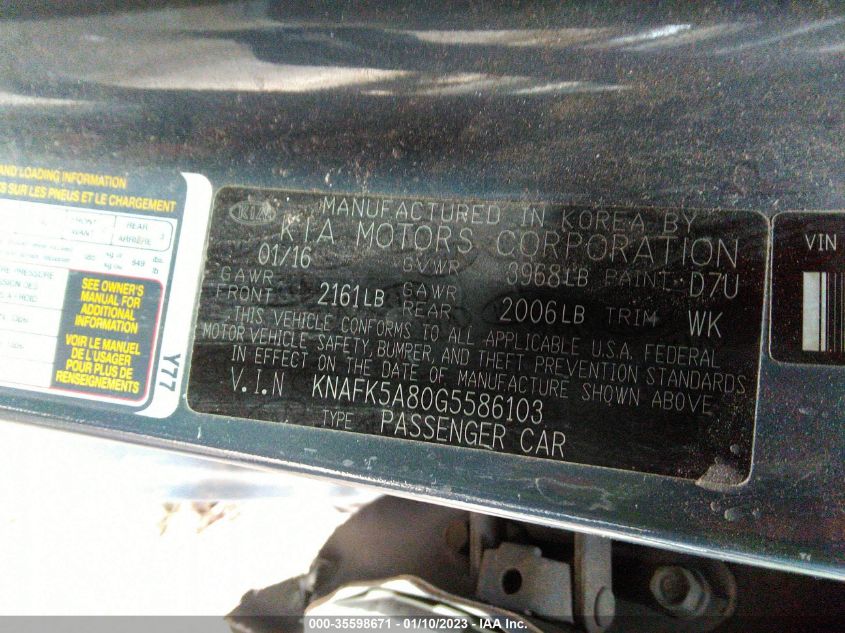 AND LOADING INFORMATION
SUR LES PNEUS ET LE CHARGEMENT
REAR
ARRIÈRE
SEE OWNER'S
MANUAL FOR
ADDITIONAL
INFORMATION
VOIR LE MANUEL
DE L'USAGER
POUR PLUS DE
RENSEIGNEMENTS
Y77
KIA
MANUFACTURED IN KOREA BY
KIA MOTORS CORPORATION
01/16 GVWR 3968LB PAINT D7U
GAWR FRONT 2161LB GAWR REAR 2006LB TRIM WK
THIS VEHICLE CONFORMS TO ALL APPLICABLE U.S.A. FEDERAL
MOTOR VEHICLE SAFETY, BUMPER, AND THEFT PREVENTION STANDARDS
IN EFFECT ON THE DATE OF MANUFACTURE SHOWN ABOVE
V.I.N KNAFK5A80G5586103
TYPE PASSENGER CAR
VIN
000-35598671 - 01/10/2023 - IAA Inc.